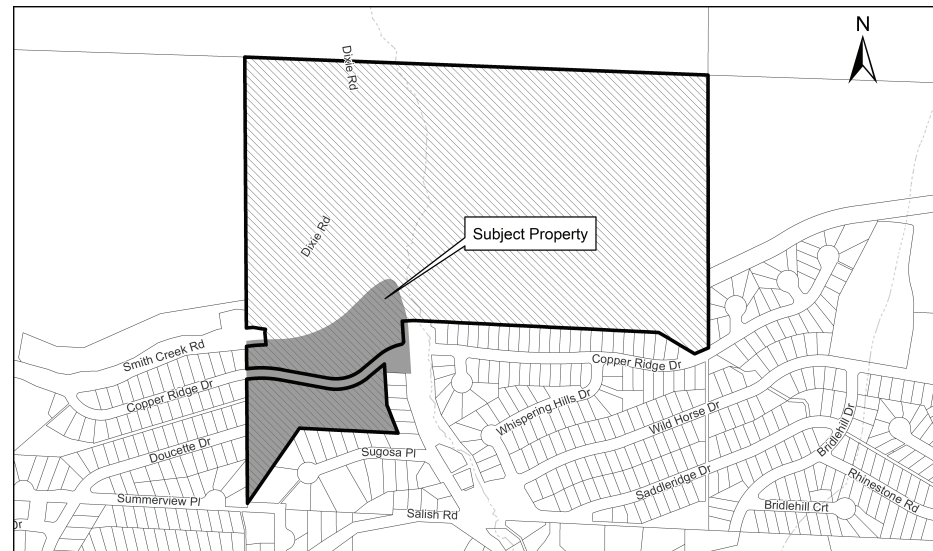 N
Dixie Rd
Dixie Rd
Subject Property
Smith Creek Rd
Copper Ridge Dr
Copper Ridge Dr
Whispering Hills Dr
Wild Horse Dr
Bridlehill Dr
Doucette Dr
Sugosa Pl
Saddleridge Dr
Rhinestone Rd
Summerview Pl
Salish Rd
Bridlehill Crt
Dr